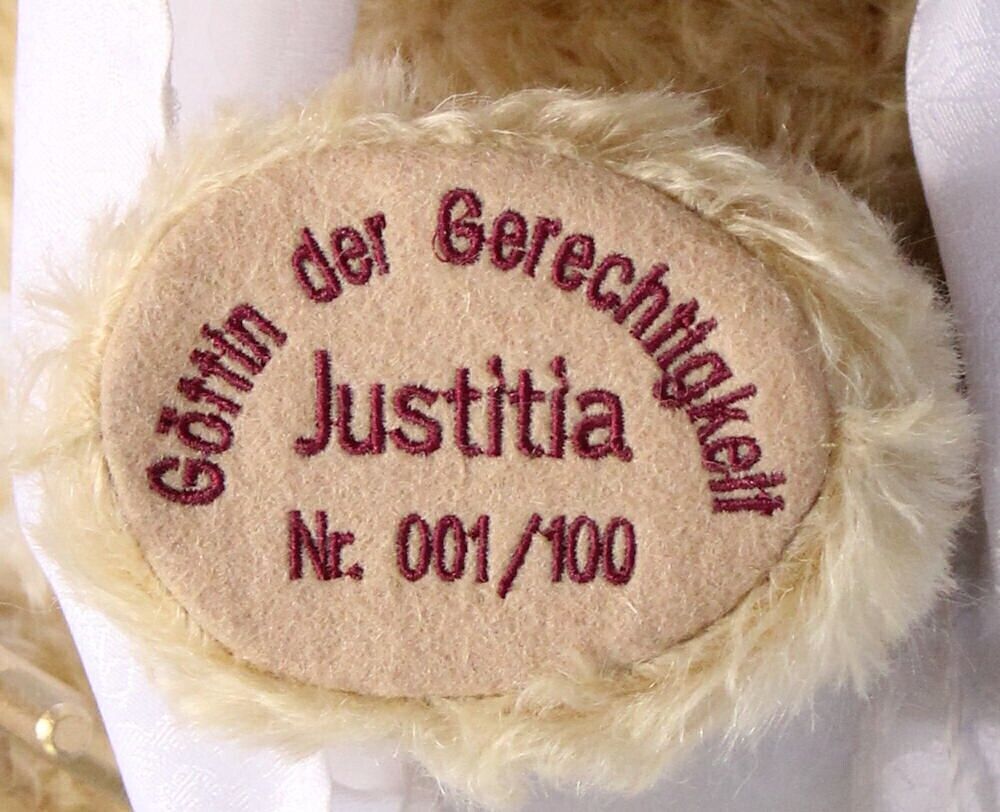 Göttin der Gerechtigkeit
Justitia
Nr. 001/100